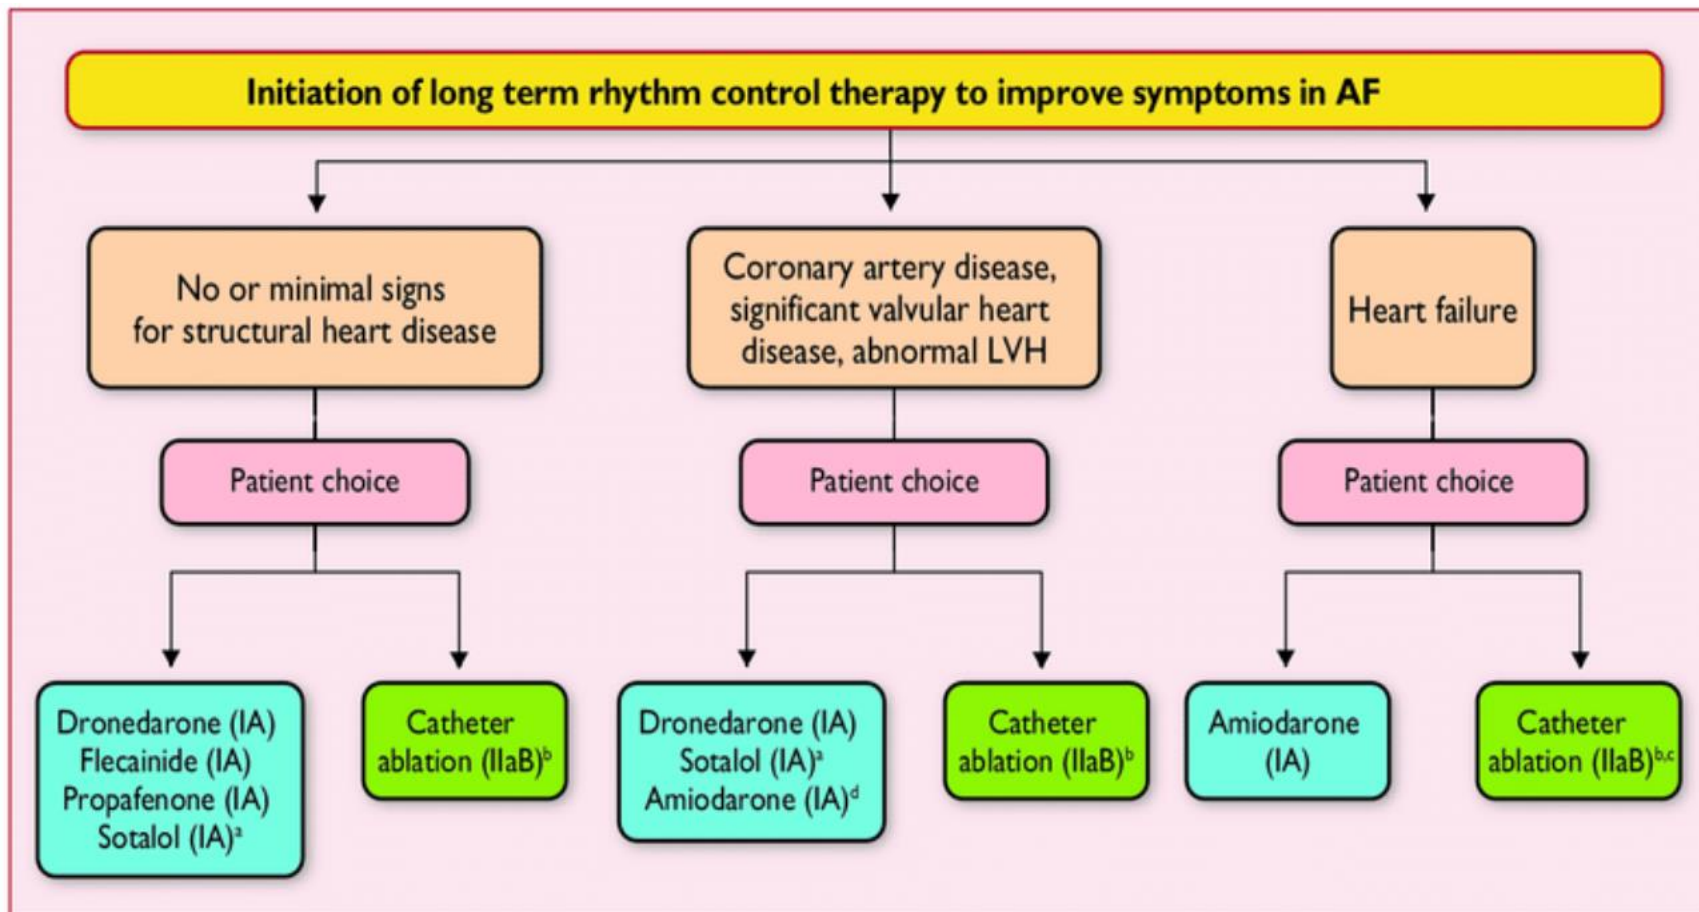 Initiation of long term rhythm control therapy to improve symptoms in AF
No or minimal signs
for structural heart disease
Coronary artery disease,
significant valvular heart
disease, abnormal LVH
Heart failure
Patient choice
Patient choice
Patient choice
Dronedarone (IA)
Flecainide (IA)
Propafenone (IA)
Sotalol (IA)ᵃ
Catheter
ablation (IIaB)ᵇ
Dronedarone (IA)
Sotalol (IA)ᵃ
Amiodarone (IA)ᵈ
Catheter
ablation (IIaB)ᵇ
Amiodarone
(IA)
Catheter
ablation (IIaB)ᵇ,ᶜ